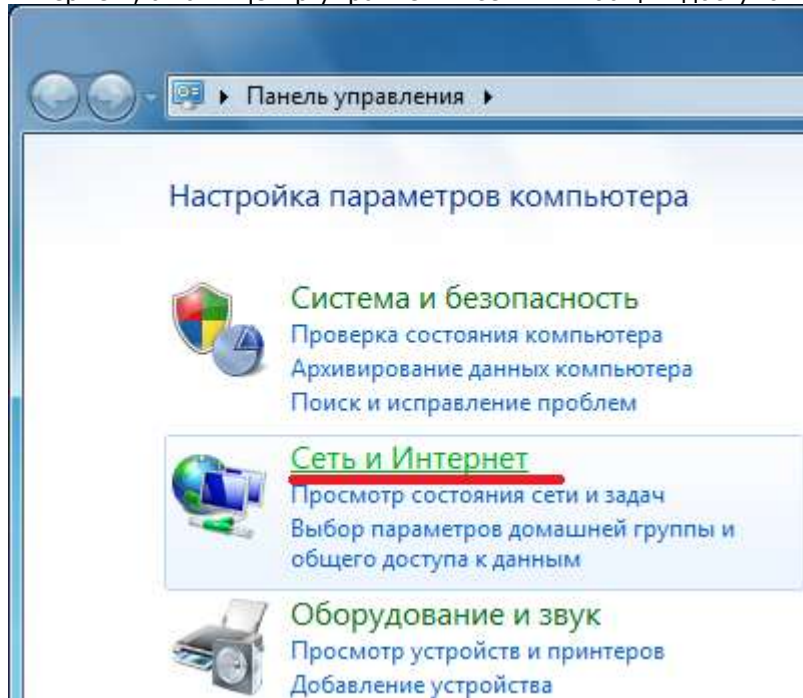 Панель управления
Настройка параметров компьютера
Система и безопасность
Проверка состояния компьютера
Архивирование данных компьютера
Поиск и исправление проблем
Сеть и Интернет
Просмотр состояния сети и задач
Выбор параметров домашней группы и
общего доступа к данным
Оборудование и звук
Просмотр устройств и принтеров
Добавление устройства